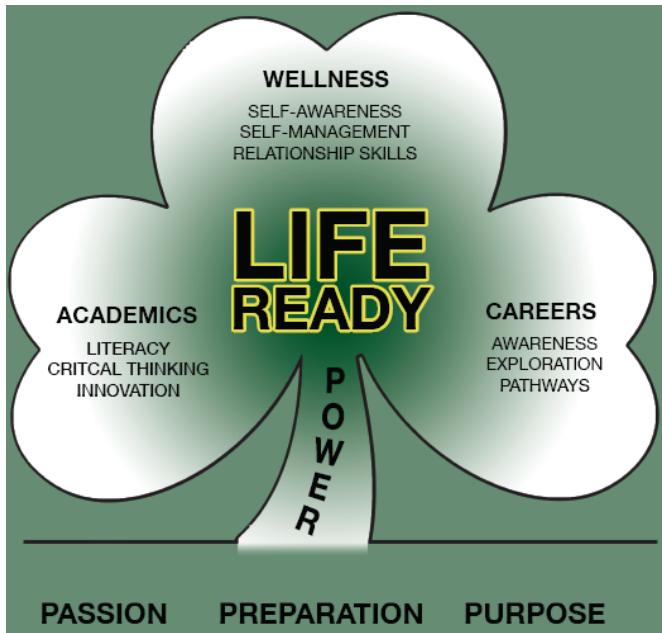 WELLNESS
SELF-AWARENESS
SELF-MANAGEMENT
RELATIONSHIP SKILLS
LIFE
READY
ACADEMICS
LITERACY
CRITCAL THINKING
INNOVATION
CAREERS
AWARENESS
EXPLORATION
PATHWAYS
POWER
PASSION PREPARATION PURPOSE